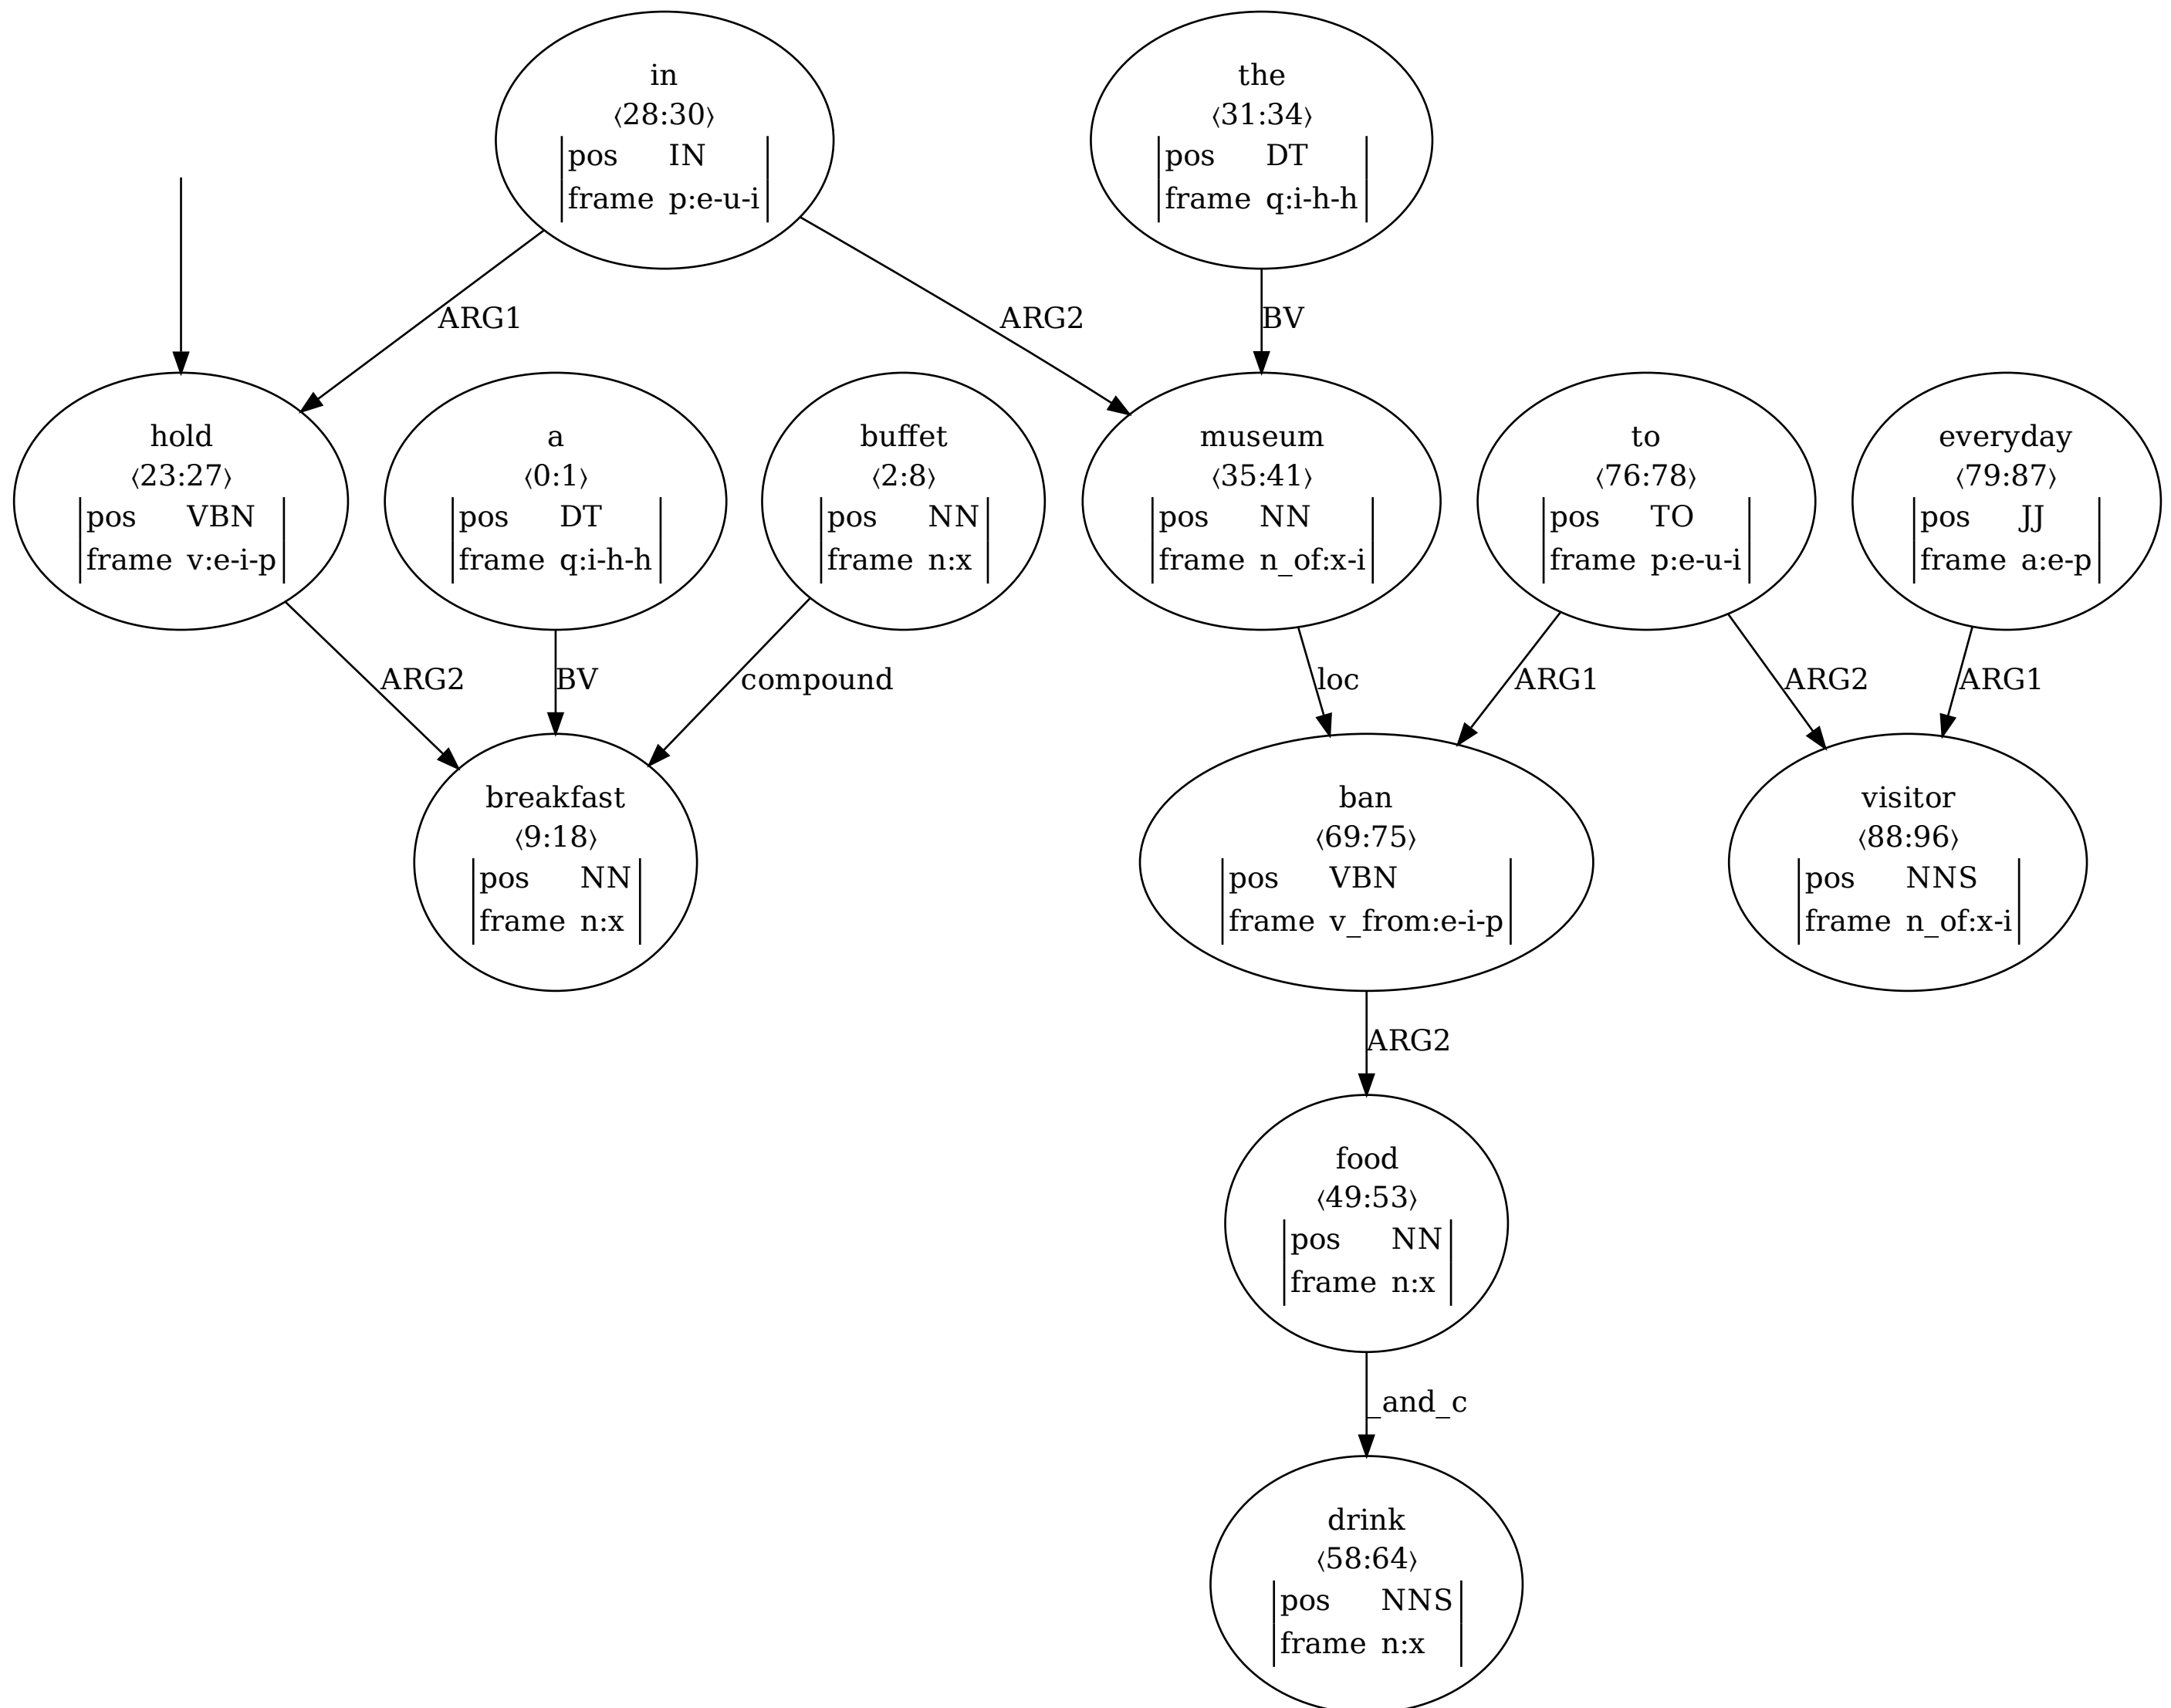 in
⟨28:30⟩
pos IN
frame p:e-u-i
the
⟨31:34⟩
pos DT
frame q:i-h-h
ARG1
ARG2
BV
hold
⟨23:27⟩
pos VBN
frame v:e-i-p
a
⟨0:1⟩
pos DT
frame q:i-h-h
buffet
⟨2:8⟩
pos NN
frame n:x
museum
⟨35:41⟩
pos NN
frame n_of:x-i
to
⟨76:78⟩
pos TO
frame p:e-u-i
everyday
⟨79:87⟩
pos JJ
frame a:e-p
ARG2
BV
compound
loc
ARG1
ARG2
ARG1
breakfast
⟨9:18⟩
pos NN
frame n:x
ban
⟨69:75⟩
pos VBN
frame v_from:e-i-p
visitor
⟨88:96⟩
pos NNS
frame n_of:x-i
ARG2
food
⟨49:53⟩
pos NN
frame n:x
_and_c
drink
⟨58:64⟩
pos NNS
frame n:x